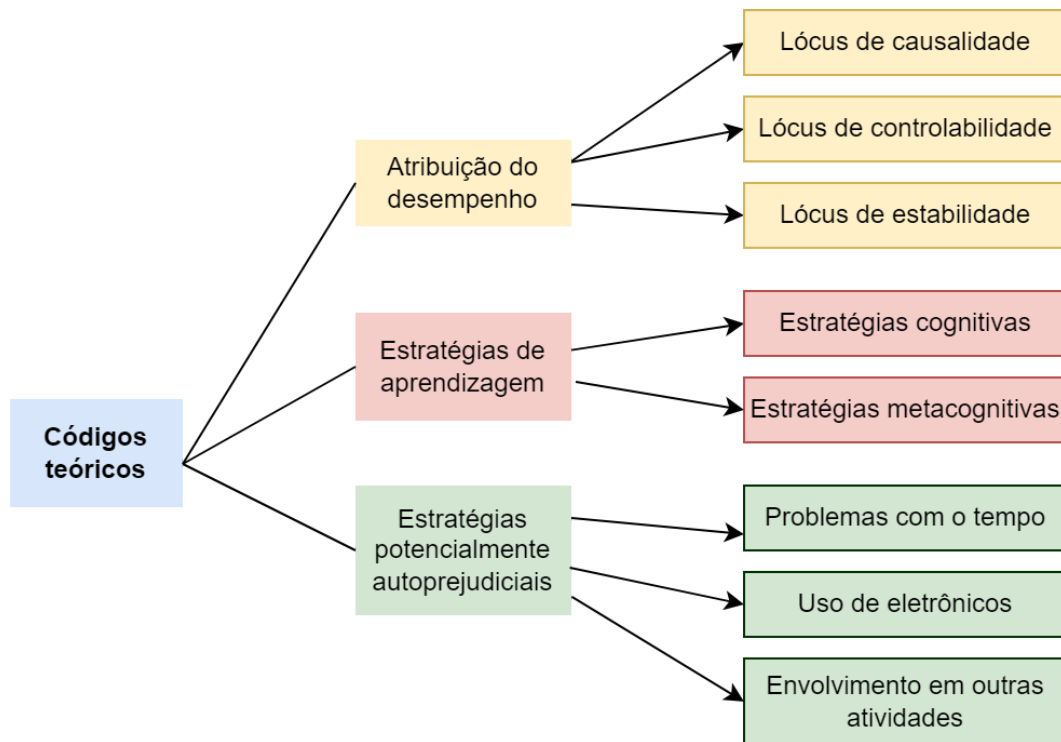 Códigos
teóricos
Atribuição do
desempenho
Lócus de causalidade
Lócus de controlabilidade
Lócus de estabilidade
Estratégias de
aprendizagem
Estratégias cognitivas
Estratégias metacognitivas
Estratégias
potencialmente
autoprejudiciais
Problemas com o tempo
Uso de eletrônicos
Envolvimento em outras
atividades